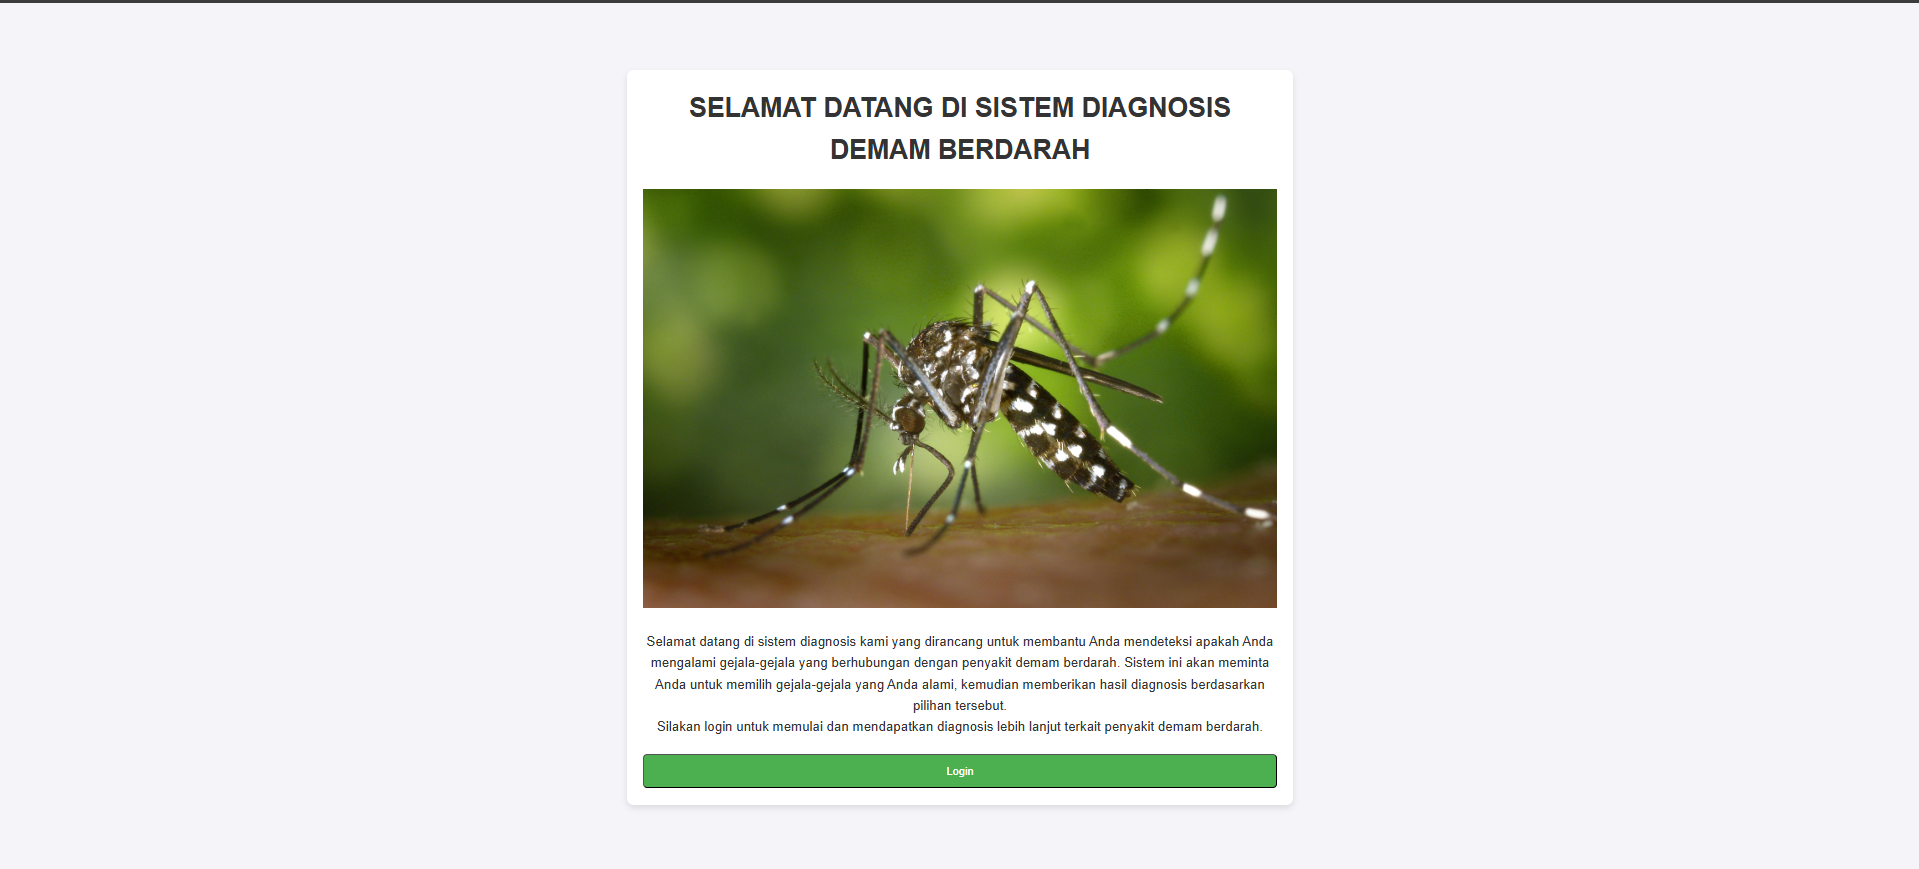 SELAMAT DATANG DI SISTEM DIAGNOSIS
DEMAM BERDARAH
Selamat datang di sistem diagnosis kami yang dirancang untuk membantu Anda mendeteksi apakah Anda
mengalami gejala-gejala yang berhubungan dengan penyakit demam berdarah. Sistem ini akan meminta
Anda untuk memilih gejala-gejala yang Anda alami, kemudian memberikan hasil diagnosis berdasarkan
pilihan tersebut.
Silakan login untuk memulai dan mendapatkan diagnosis lebih lanjut terkait penyakit demam berdarah.
Login